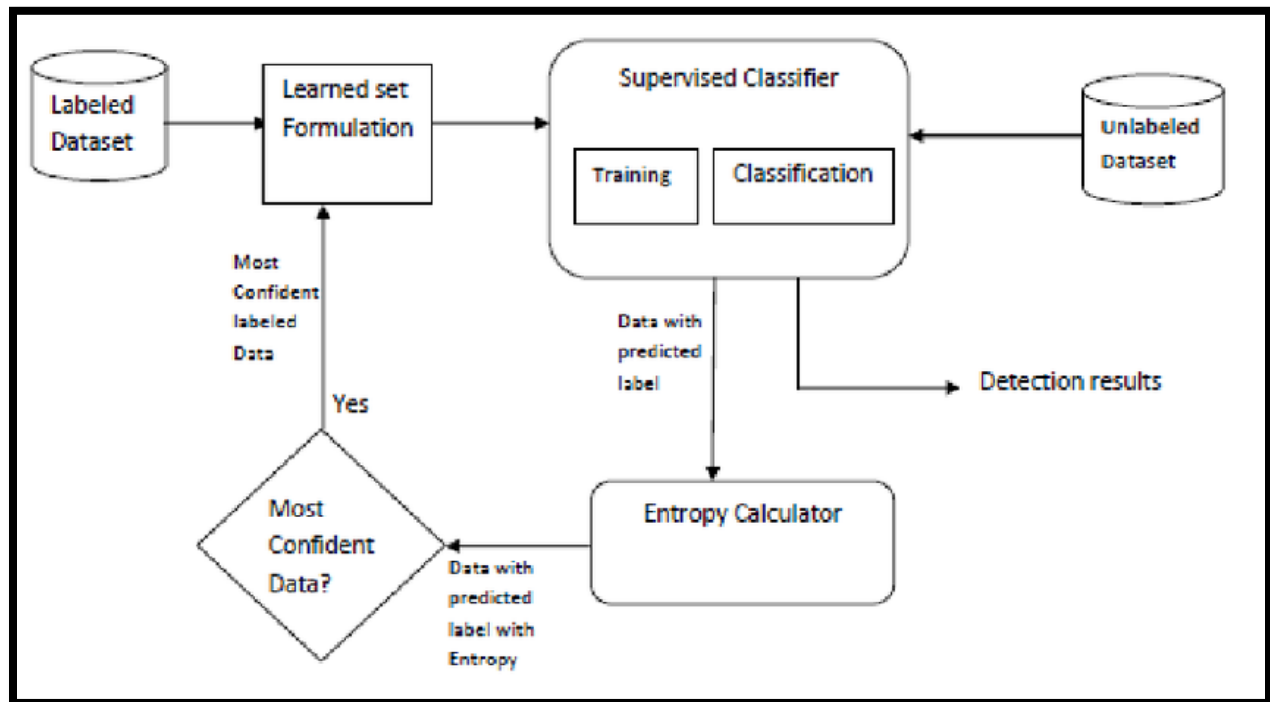 Labeled
Dataset
Learned set
Formulation
Supervised Classifier
Training
Classification
Unlabeled
Dataset
Most
Confident
labeled
Data
Data with
predicted
label
Detection results
Yes
Most
Confident
Data?
Entropy Calculator
Data with
predicted
label with
Entropy